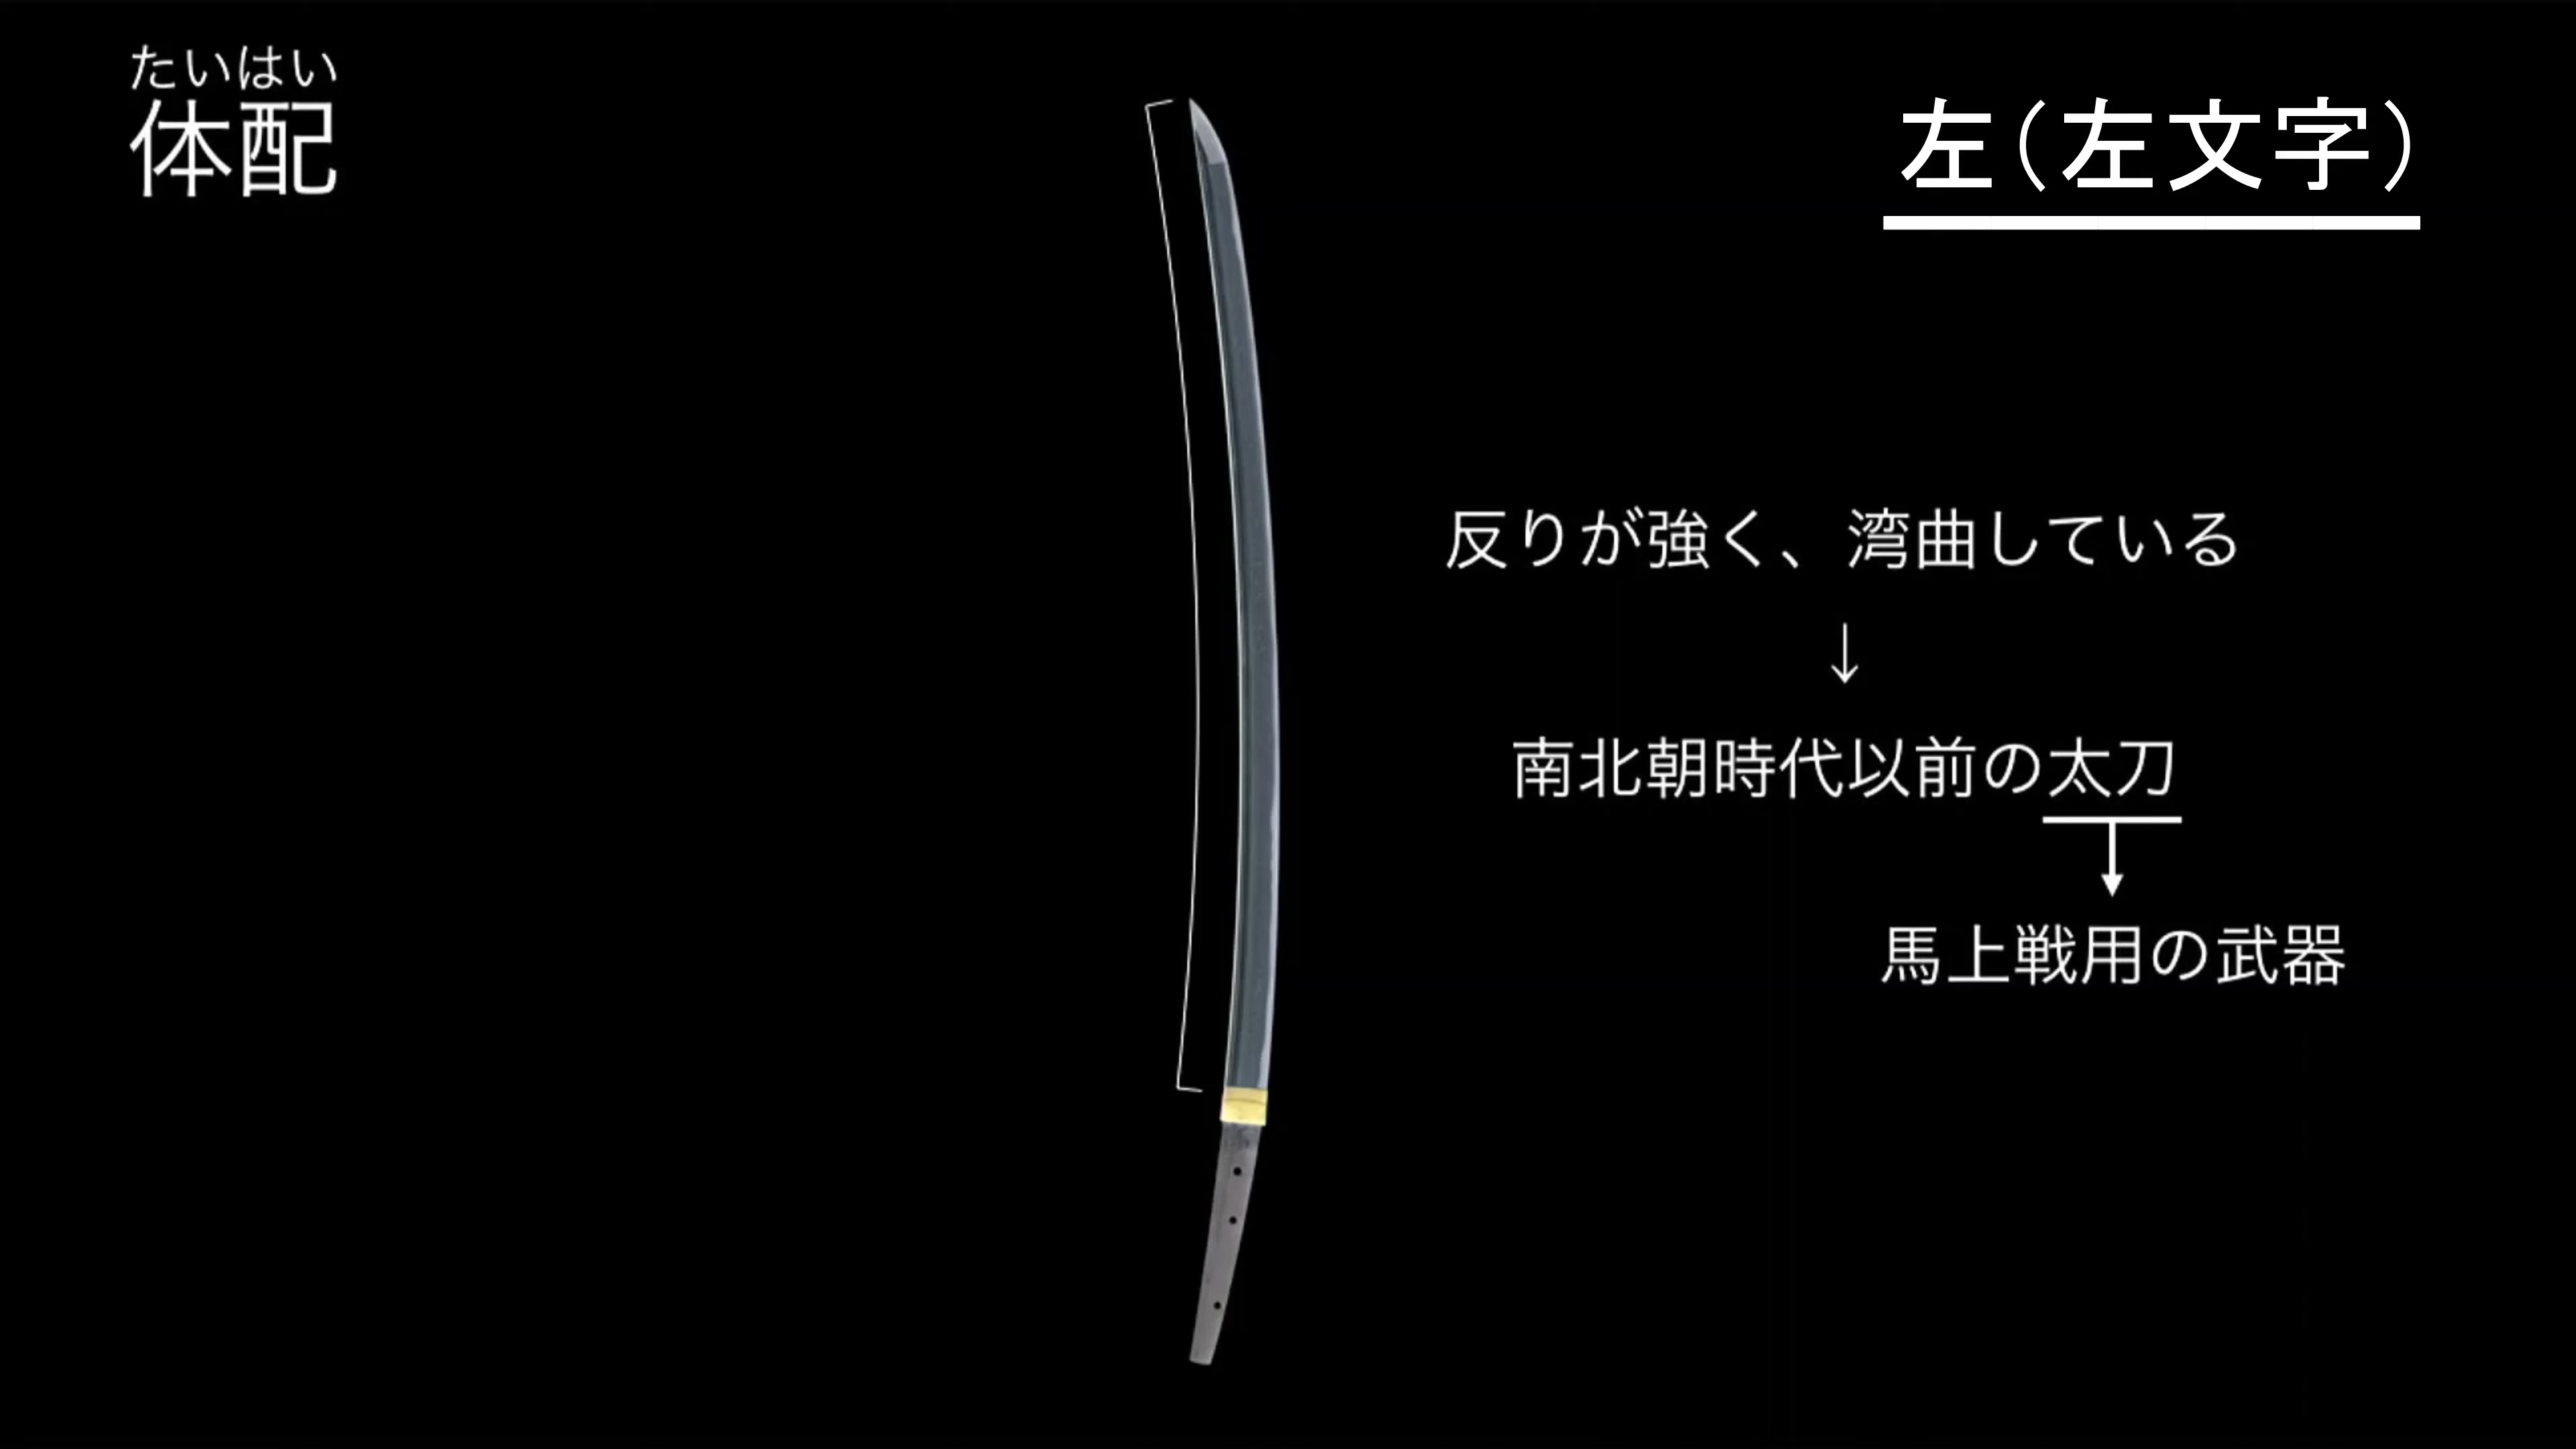 たいはい
体配
左（左文字）
反りが強く、湾曲している
↓
南北朝時代以前の太刀
馬上戦用の武器